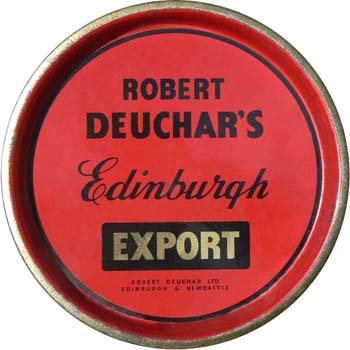 ROBERT
DEUCHAR'S
Edinburgh
EXPORT
ROBERT DEUCHAR LTD
EDINBURGH & NEWCASTLE